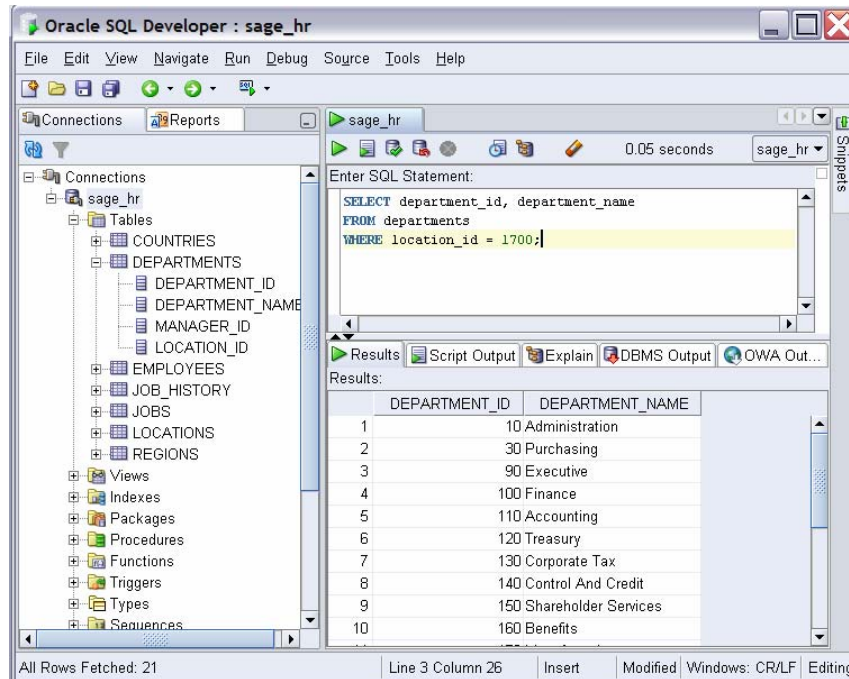 Oracle SQL Developer : sage_hr
File Edit View Navigate Run Debug Source Tools Help
Connections Reports
Connections
sage_hr
Tables
COUNTRIES
DEPARTMENTS
DEPARTMENT_ID
DEPARTMENT_NAME
MANAGER_ID
LOCATION_ID
EMPLOYEES
JOB_HISTORY
JOBS
LOCATIONS
REGIONS
Views
Indexes
Packages
Procedures
Functions
Triggers
Types
Sequences
sage_hr
0.05 seconds sage_hr
Enter SQL Statement:
SELECT department_id, department_name
FROM departments
WHERE location_id = 1700;
Results Script Output Explain DBMS Output OWA Out...
Results:
DEPARTMENT_ID DEPARTMENT_NAME
1 10 Administration
2 30 Purchasing
3 90 Executive
4 100 Finance
5 110 Accounting
6 120 Treasury
7 130 Corporate Tax
8 140 Control And Credit
9 150 Shareholder Services
10 160 Benefits
Snippets
All Rows Fetched: 21 Line 3 Column 26 Insert Modified Windows: CR/LF Editing